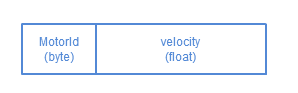 MotorId
(byte)
velocity
(float)